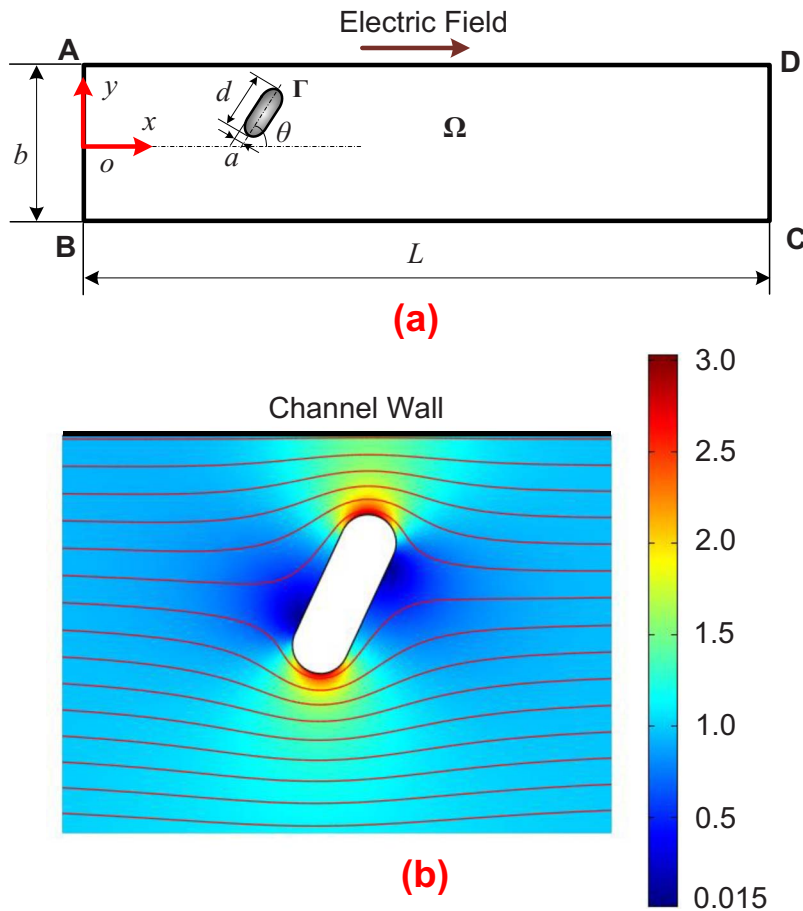 Electric Field
A
D
y
d
Γ
x
θ
Ω
b
o
a
B
C
L
(a)
Channel Wall
3.0
2.5
2.0
1.5
1.0
0.5
0.015
(b)